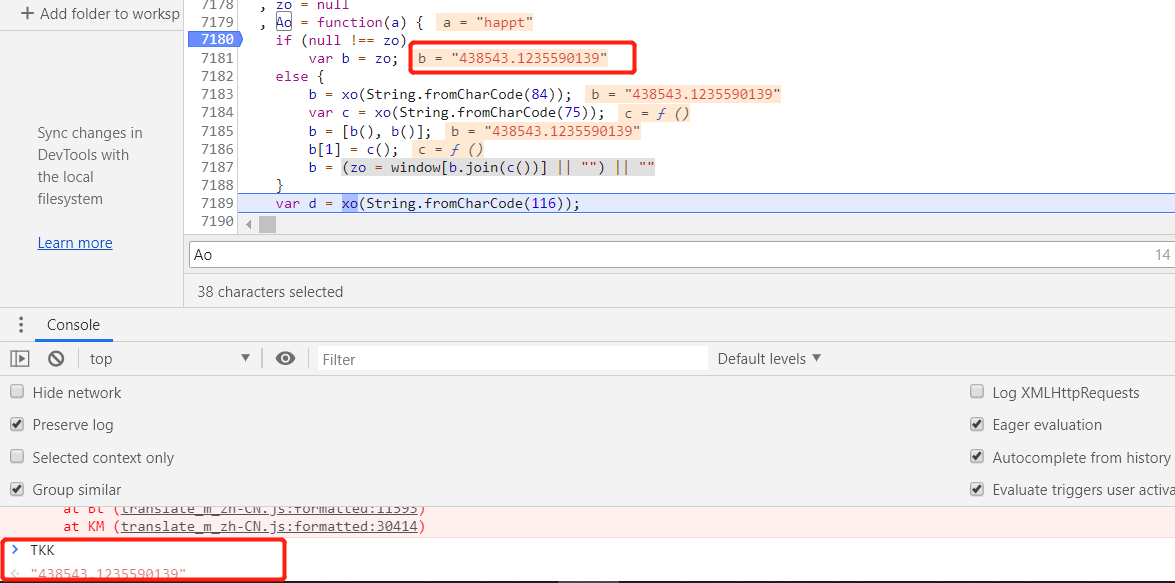 + Add folder to worksp
7178 , zo = null
7179 , Ao = function(a) { a = "happt"
7180 if (null !== zo)
7181 var b = zo; b = "438543.1235590139"
7182 else {
7183 b = xo(String.fromCharCode(84)); b = "438543.1235590139"
7184 var c = xo(String.fromCharCode(75)); c = ƒ ()
7185 b = [b(), b()]; b = "438543.1235590139"
7186 b[1] = c(); c = ƒ ()
7187 b = (zo = window[b.join(c())] || "") || ""
7188 }
7189 var d = xo(String.fromCharCode(116));
7190
Sync changes in
DevTools with
the local
filesystem
Learn more
Ao 14
38 characters selected
Console
top Filter Default levels ▼
Hide network
Log XMLHttpRequests
Preserve log
Eager evaluation
Selected context only
Autocomplete from history
Group similar
Evaluate triggers user activa
at Bt (translate_m_zh-CN.js:formatted:11593)
at KM (translate_m_zh-CN.js:formatted:30414)
> TKK
"438543.1235590139"